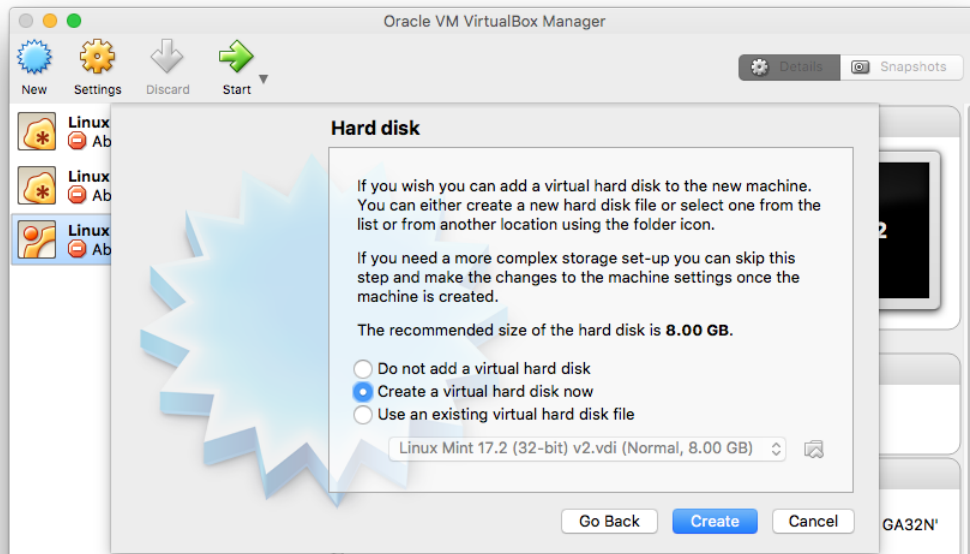 Oracle VM VirtualBox Manager
New
Settings
Discard
Start
Details
Snapshots
Linux
Ab
Linux
Ab
Linux
Ab
Hard disk
If you wish you can add a virtual hard disk to the new machine.
You can either create a new hard disk file or select one from the
list or from another location using the folder icon.
If you need a more complex storage set-up you can skip this
step and make the changes to the machine settings once the
machine is created.
The recommended size of the hard disk is 8.00 GB.
Do not add a virtual hard disk
Create a virtual hard disk now
Use an existing virtual hard disk file
Linux Mint 17.2 (32-bit) v2.vdi (Normal, 8.00 GB)
Go Back
Create
Cancel
2
GA32N'